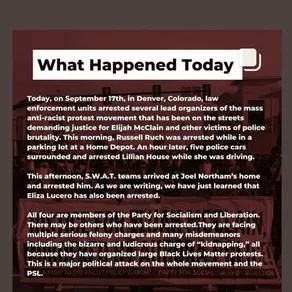 What Happened Today
Today, on September 17th, in Denver, Colorado, law
enforcement units arrested several lead organizers of the mass
anti-racist protest movement that has been on the streets
demanding justice for Elijah McClain and other victims of police
brutality. This morning, Russell Ruch was arrested while in a
parking lot at a Home Depot. An hour later, five police cars
surrounded and arrested Lillian House while she was driving.
This afternoon, S.W.A.T. teams arrived at Joel Northam's home
and arrested him. As we are writing, we have just learned that
Eliza Lucero has also been arrested.
All four are members of the Party for Socialism and Liberation.
There may be others who have been arrested.They are facing
multiple serious felony charges and many misdemeanors
including the bizarre and ludicrous charge of "kidnapping," all
because they have organized large Black Lives Matter protests.
This is a major political attack on the whole movement and the
PSL.